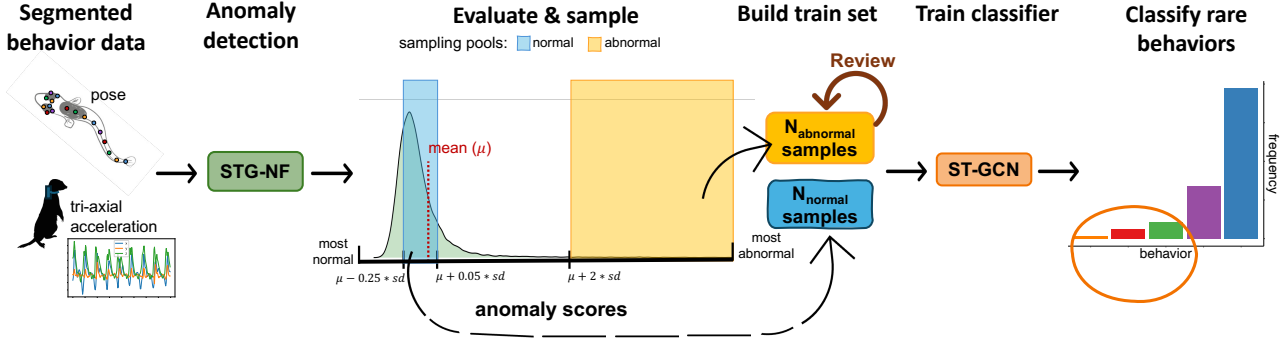 Segmented
behavior data
Anomaly
detection
Evaluate & sample
Build train set
Train classifier
Classify rare
behaviors
sampling pools: normal abnormal
pose
Review
mean (μ)
N abnormal
samples
STG-NF
ST-GCN
frequency
N normal
samples
tri-axial
acceleration
most
normal
most
abnormal
behavior
μ − 0.25 * sd
μ + 0.05 * sd
μ + 2 * sd
anomaly scores